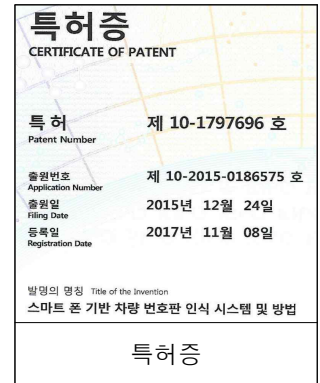 특허증
CERTIFICATE OF PATENT
특 허 제 10-1797696 호
Patent Number
출원번호 제 10-2015-0186575 호
Application Number
출원일 2015년 12월 24일
Filing Date
등록일 2017년 11월 08일
Registration Date
발명의 명칭 Title of the Invention
스마트 폰 기반 차량 번호판 인식 시스템 및 방법
특허증